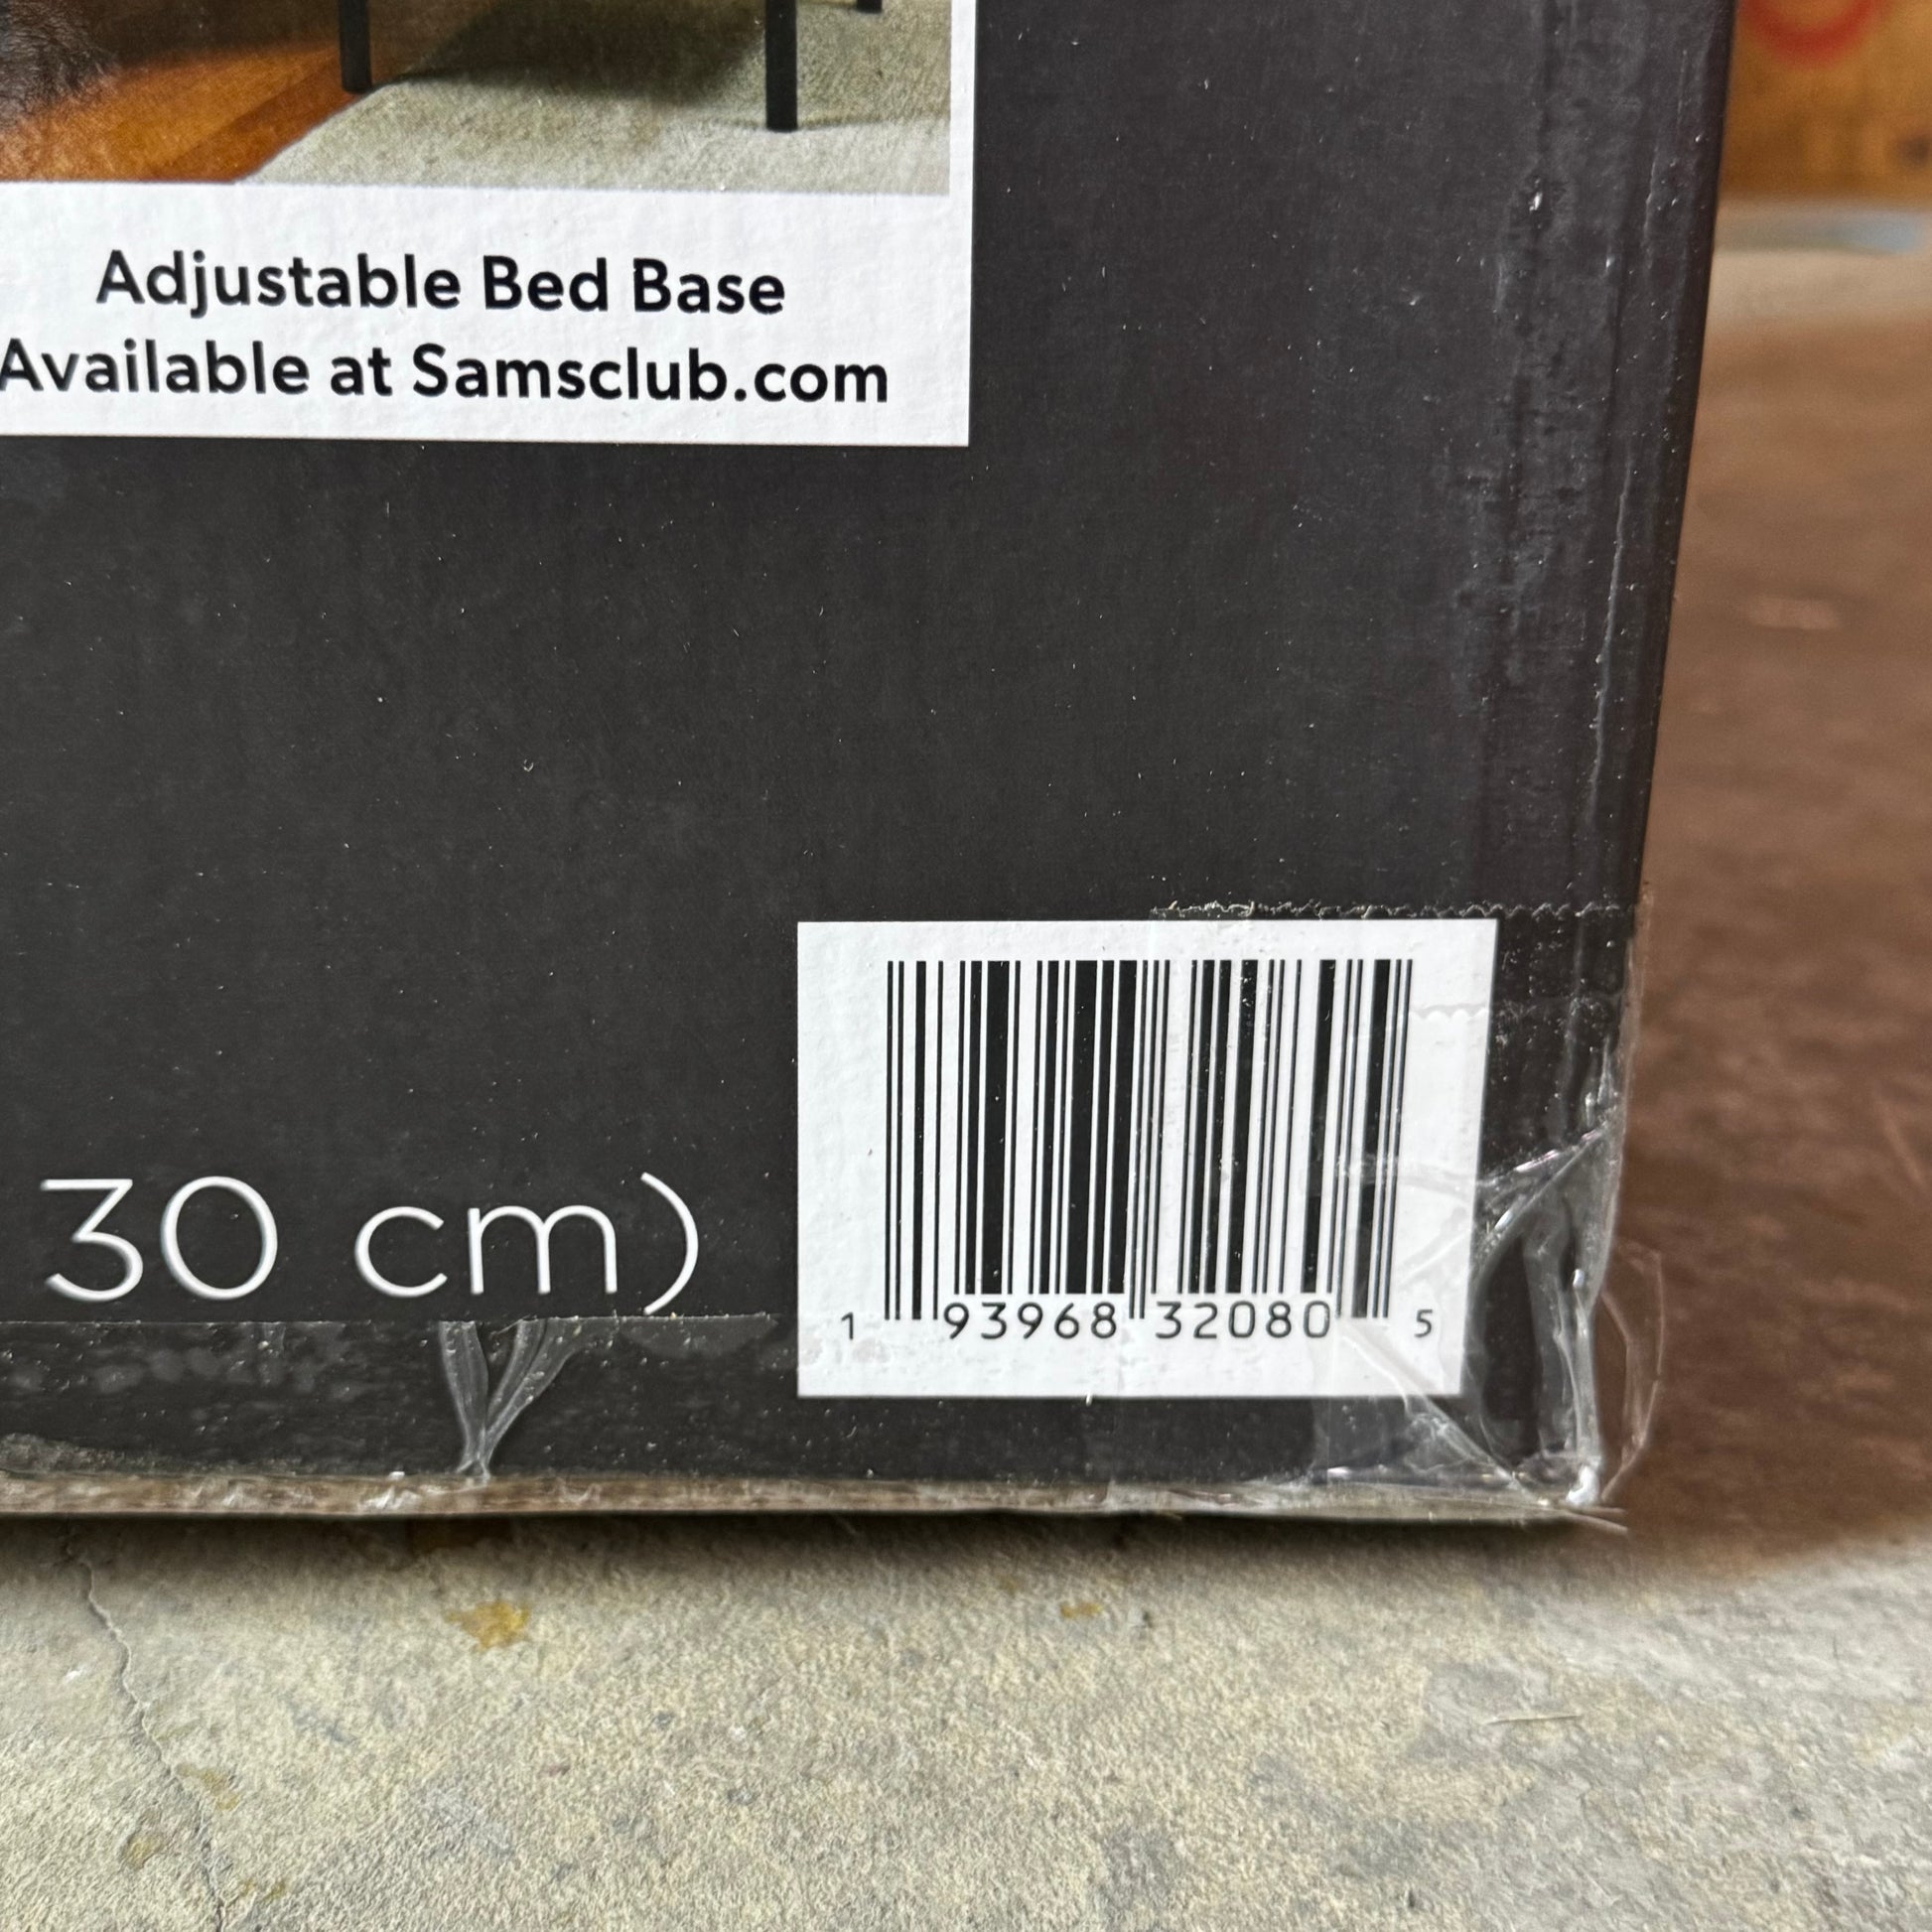 Adjustable Bed Base
Available at Samsclub.com
30 cm)
1 93968 32080 5